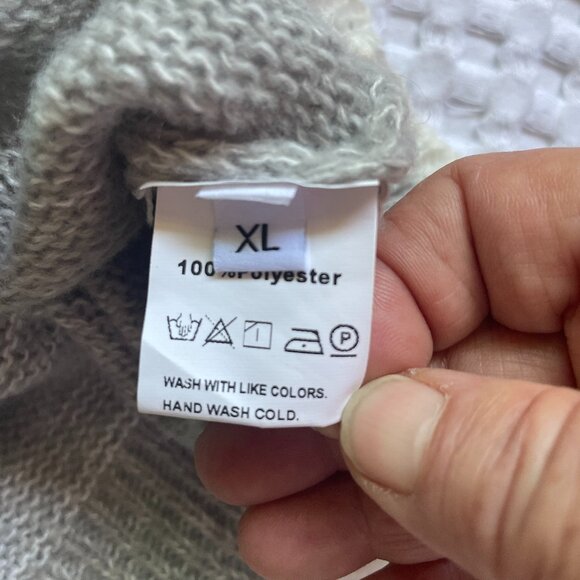 XL
100%Polyester
P
WASH WITH LIKE COLORS.
HAND WASH COLD.